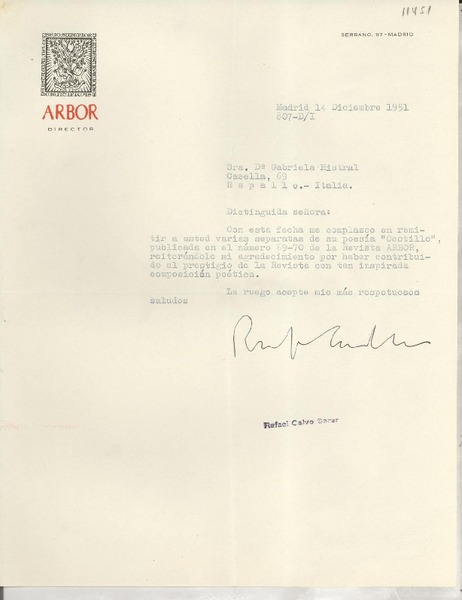 11451
SERRANO, 117 - MADRID
ARBOR
DIRECTOR
Madrid 14 Diciembre 1951
807-D/I
Sra. Dª Gabriela Mistral
Casella, 69
R a p a l l o.- Italia.
Distinguida señora:
Con esta fecha me complazco en remi-
tir a usted varias separatas de su poesía "Ocotillo",
publicada en el número 69-70 de la Revista ARBOR,
reiterándole mi agradecimiento por haber contribui-
do al prestigio de la Revista con tan inspirada
composición poética.
La ruego acepte mis más respetuosos
saludos
Rafael Calvo Serer